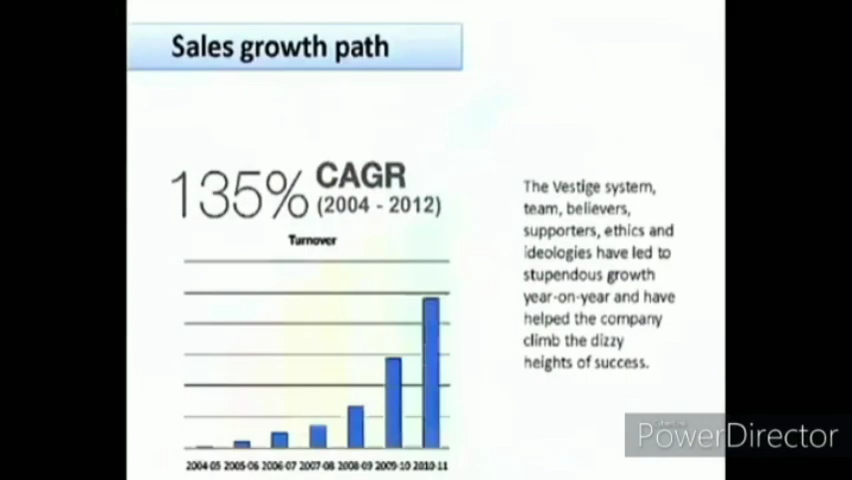 Sales growth path
135% CAGR
(2004 - 2012)
Turnover
2004-05 2005-06 2006-07 2007-08 2008-09 2009-10 2010-11
The Vestige system,
team, believers,
supporters, ethics and
ideologies have led to
stupendous growth
year-on-year and have
helped the company
climb the dizzy
heights of success.
PowerDirector